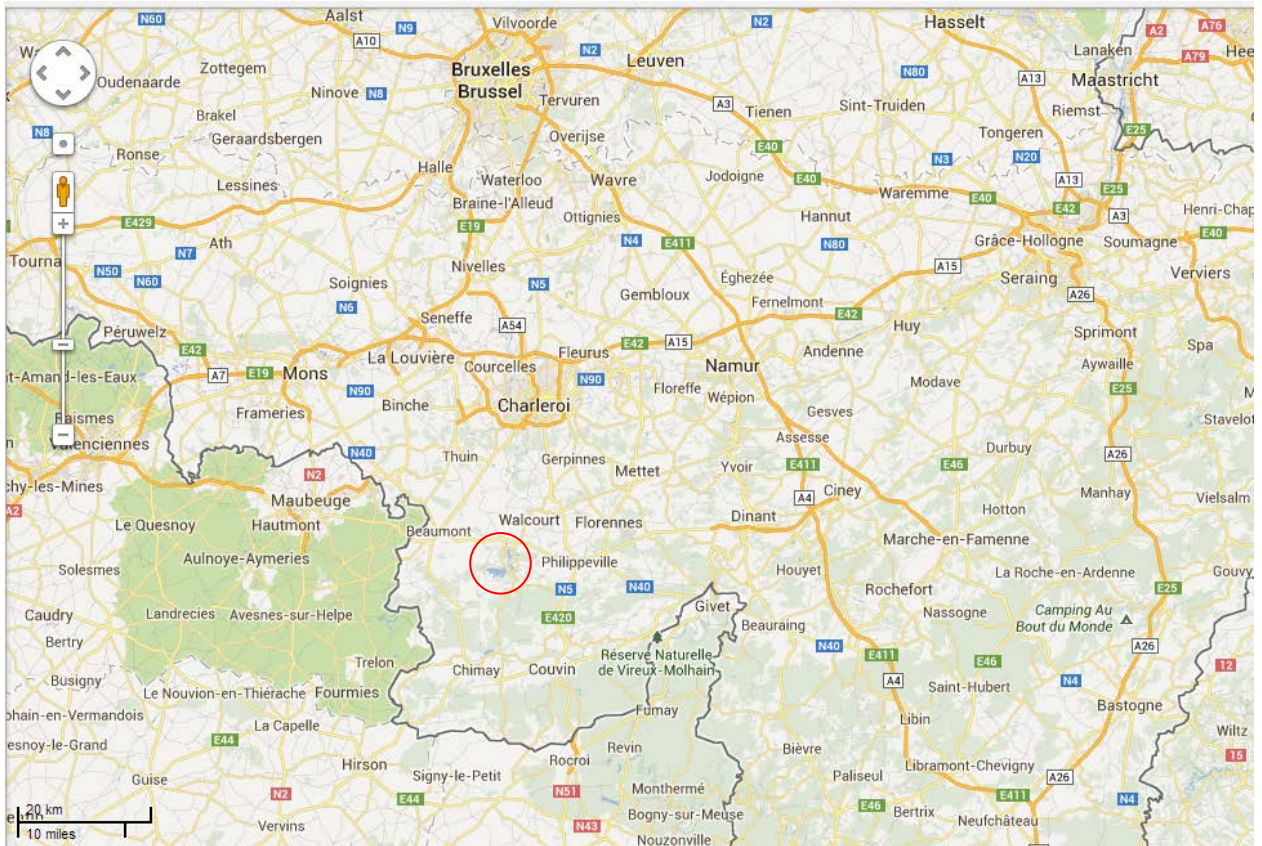 N60
Aalst
N9
Vilvoorde
N2
Hasselt
A2
A76
A10
N2
Leuven
Lanaken
A79
Zottegem
Bruxelles
Brussel
N80
A13
Maastricht
Oudenaarde
Ninove
N8
Tervuren
A3
Tienen
Sint-Truiden
Riemst
Brakel
N8
Geraardsbergen
Overijse
Tongeren
E25
Ronse
E40
N3
N20
Halle
Lessines
Waterloo
Wavre
Jodoigne
E40
Waremme
A13
E25
Braine-l'Alleud
E40
E429
Ottignies
Hannut
E42
A3
E19
Ath
N4
E411
N80
Grâce-Hollogne
Soumagne
E40
N7
A15
N50
N60
Nivelles
Soignies
N5
Éghezée
Seraing
Verviers
Gembloux
Fernelmont
A26
N6
Seneffe
A54
E42
Huy
Péruwelz
Sprimont
E42
La Louvière
Fleurus
E42
A15
Andenne
Spa
Courcelles
Namur
Aywaille
A7
E19
Mons
N90
N90
Floreffe
Wépion
Modave
E25
Frameries
Binche
Charleroi
Gesves
Stavelot
Assesse
N40
Thuin
Gerpinnes
Mettet
Yvoir
E411
E46
Durbuy
A26
N2
Maubeuge
A4
Ciney
Manhay
Vielsalm
A2
Hotton
Le Quesnoy
Hautmont
Beaumont
Walcourt
Florennes
Dinant
Marche-en-Famenne
Aulnoye-Aymeries
Philippeville
Solesmes
Houyet
La Roche-en-Ardenne
Gouvy
N5
N40
Rochefort
E25
Caudry
Landrecies
Avesnes-sur-Helpe
E420
Givet
Nassogne
Camping Au
Bout du Monde
Beauraing
Bertry
N40
A26
Trelon
Chimay
Couvin
Réserve Naturelle
de Vireux-Molhain
E411
E46
12
Busigny
A4
Saint-Hubert
N4
Le Nouvion-en-Thiérache
Fourmies
Fumay
Bastogne
La Capelle
Libin
E44
Revin
Bièvre
Wiltz
15
Hirson
Rocroi
Guise
Signy-le-Petit
Paliseul
Libramont-Chevigny
A26
N2
N51
Monthermé
E411
N4
20 km
E44
Bogny-sur-Meuse
E46
Bertrix
10 miles
Vervins
N43
Neufchâteau
Nouzonville